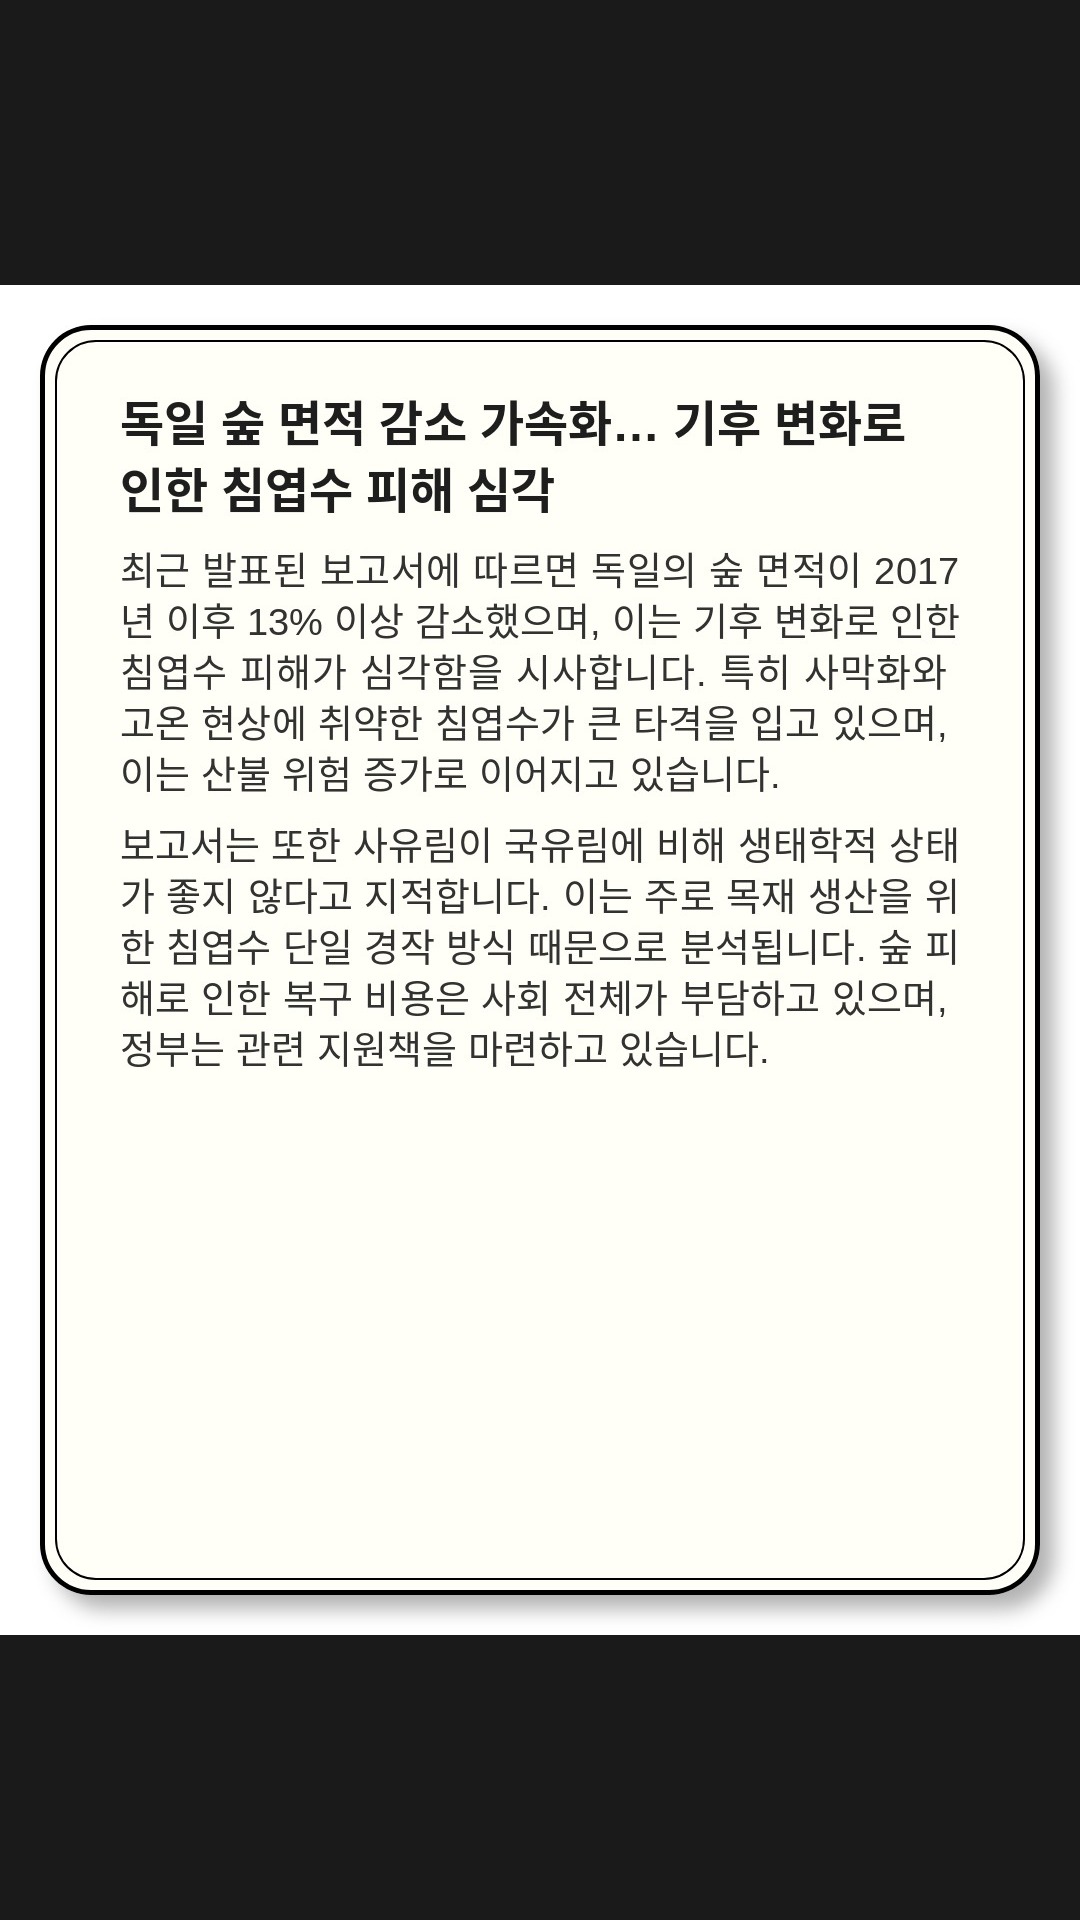 독일 숲 면적 감소 가속화... 기후 변화로
인한 침엽수 피해 심각
최근 발표된 보고서에 따르면 독일의 숲 면적이 2017
년 이후 13% 이상 감소했으며, 이는 기후 변화로 인한
침엽수 피해가 심각함을 시사합니다. 특히 사막화와
고온 현상에 취약한 침엽수가 큰 타격을 입고 있으며,
이는 산불 위험 증가로 이어지고 있습니다.
보고서는 또한 사유림이 국유림에 비해 생태학적 상태
가 좋지 않다고 지적합니다. 이는 주로 목재 생산을 위
한 침엽수 단일 경작 방식 때문으로 분석됩니다. 숲 피
해로 인한 복구 비용은 사회 전체가 부담하고 있으며,
정부는 관련 지원책을 마련하고 있습니다.